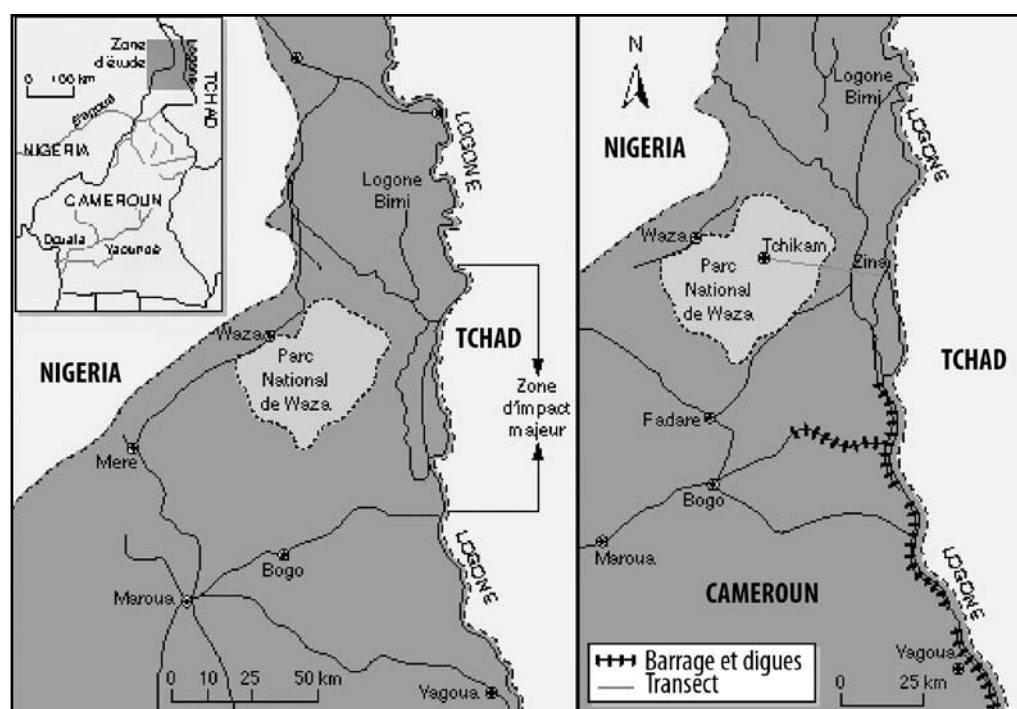 Zone
d'étude
0 100 km
Logone
TCHAD
NIGERIA
CAMEROUN
Douala
Yaoundé
LOGONE
Logone
Birni
Waza
Parc
National
de Waza
NIGERIA
TCHAD
Zone
d'impact
majeur
Mere
Bogo
Maroua
LOGONE
0 10 25 50 km
Yagoua
N
Logone
Birni
NIGERIA
LOGONE
Waza
Tchikam
Zina
Parc
National
de Waza
TCHAD
Fadare
Bogo
Maroua
CAMEROUN
LOGONE
Barrage et digues
Transect
Yagoua
0 25 km